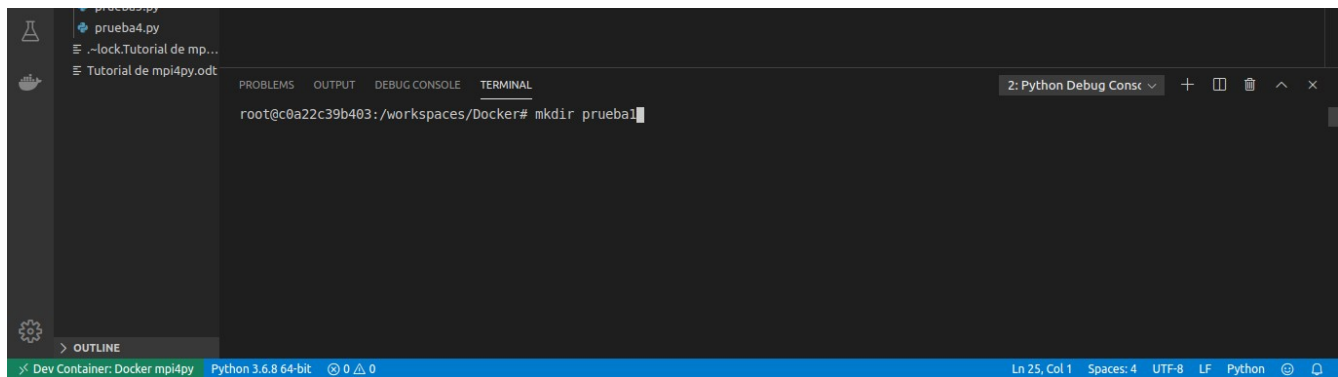 prueba3.py
prueba4.py
.~lock.Tutorial de mp...
Tutorial de mpi4py.odt
PROBLEMS OUTPUT DEBUG CONSOLE TERMINAL 2: Python Debug Consc
root@c0a22c39b403:/workspaces/Docker# mkdir prueba1
> OUTLINE
Dev Container: Docker mpi4py Python 3.6.8 64-bit 0 0 Ln 25, Col 1 Spaces: 4 UTF-8 LF Python